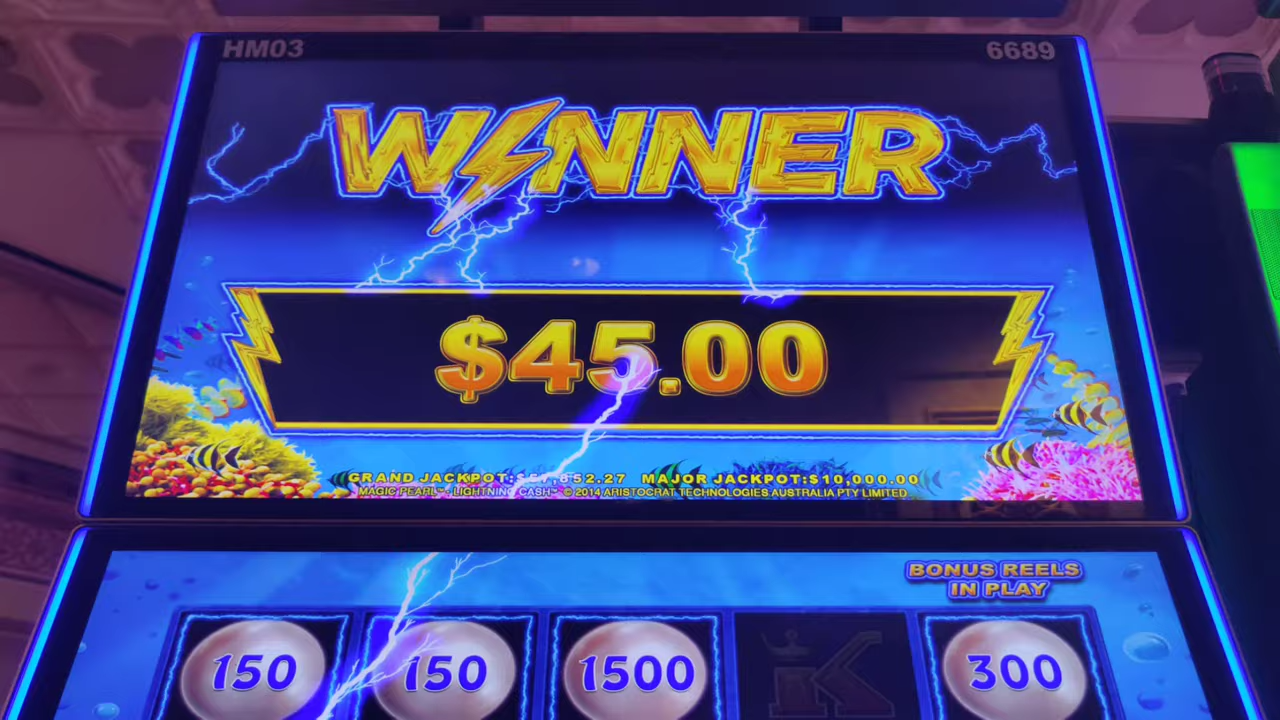 HM03
6689
WINNER
$45.00
GRAND JACKPOT: MAJOR JACKPOT:$10,000.00
MAGIC PEARL™ - LIGHTNING CASH™ © 2014 ARISTOCRAT TECHNOLOGIES AUSTRALIA PTY LIMITED
BONUS REELS
IN PLAY
150 150 1500 K 300